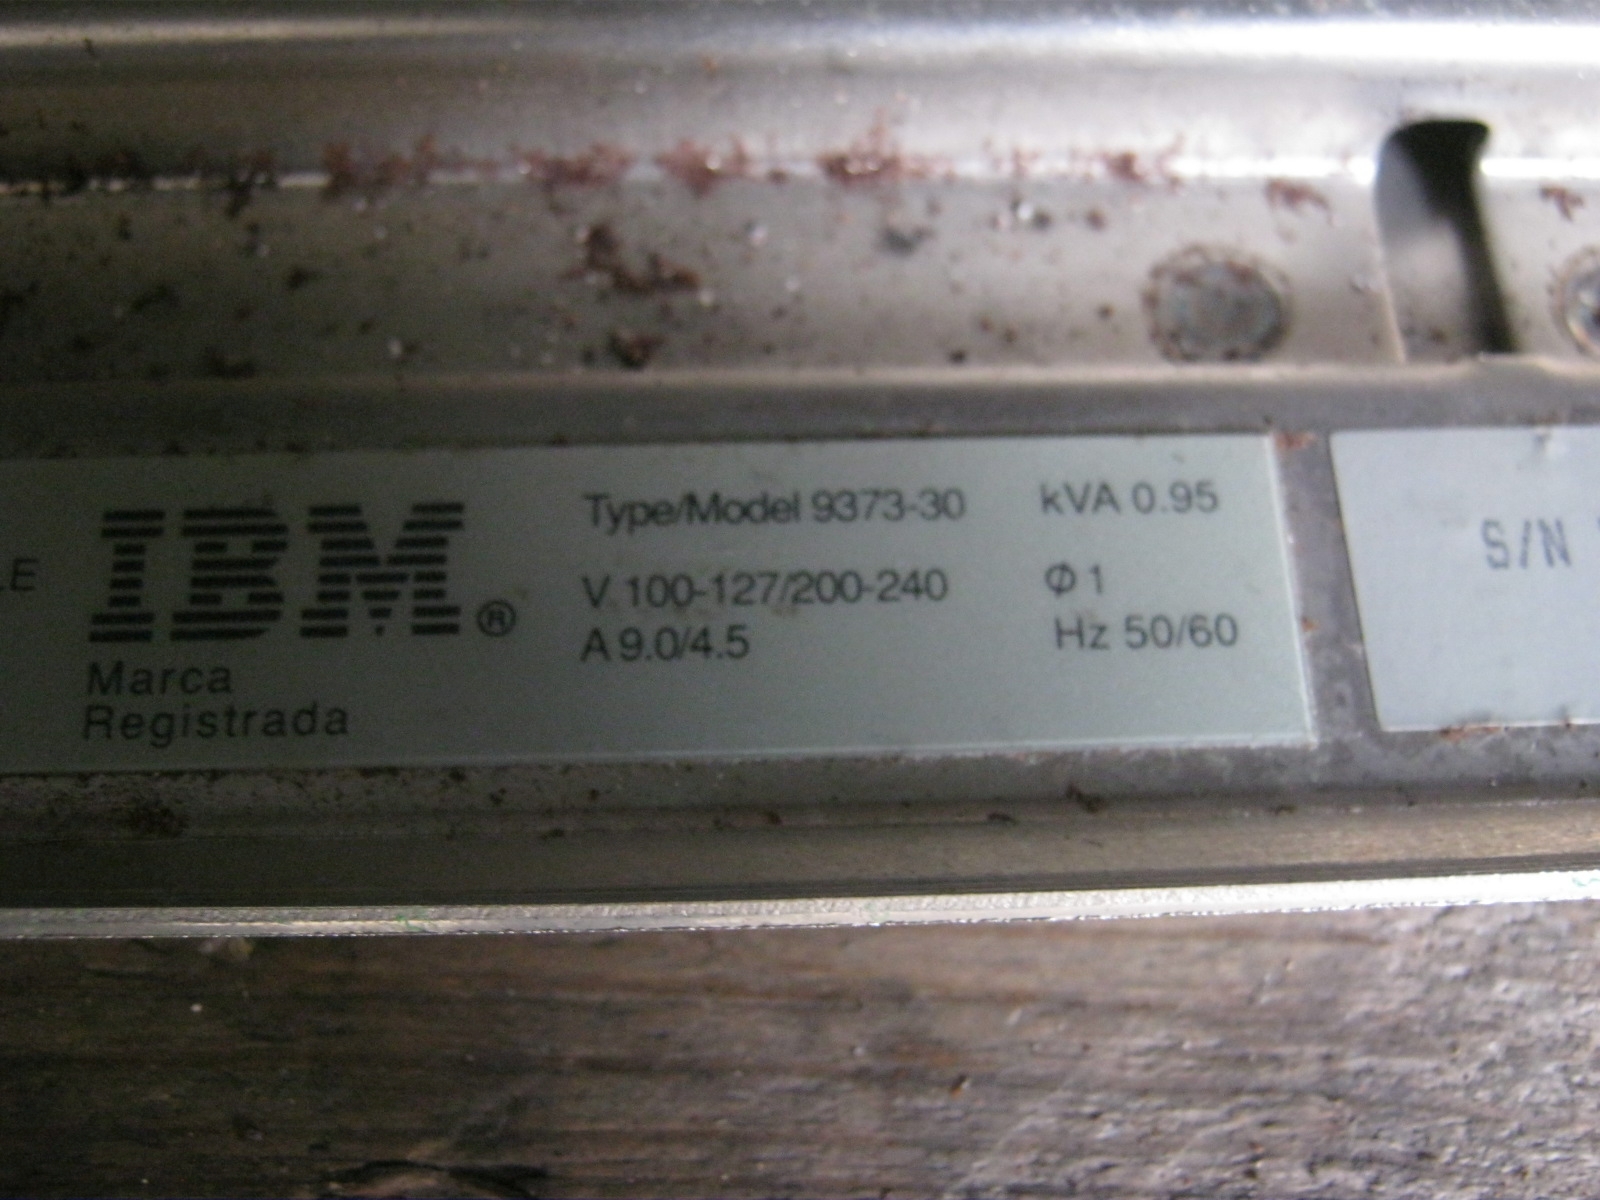 LE
IBM®
Marca
Registrada
Type/Model 9373-30 kVA 0.95
V 100-127/200-240 Φ 1
A 9.0/4.5 Hz 50/60
S/N